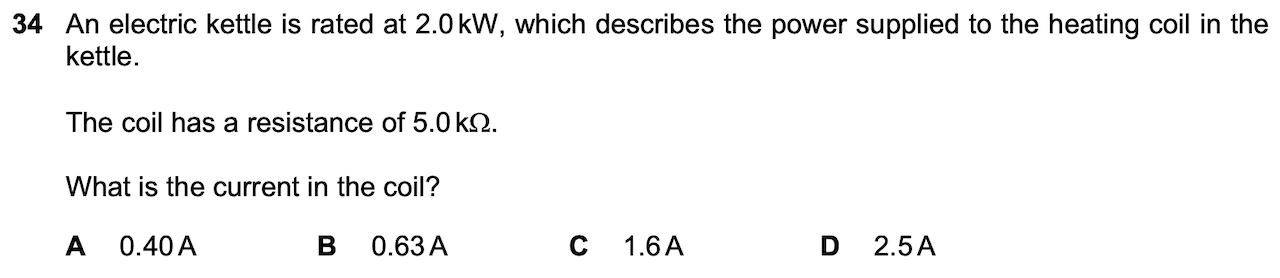 34 An electric kettle is rated at 2.0 kW, which describes the power supplied to the heating coil in the
kettle.
The coil has a resistance of 5.0 kΩ.
What is the current in the coil?
A 0.40 A B 0.63 A C 1.6 A D 2.5 A